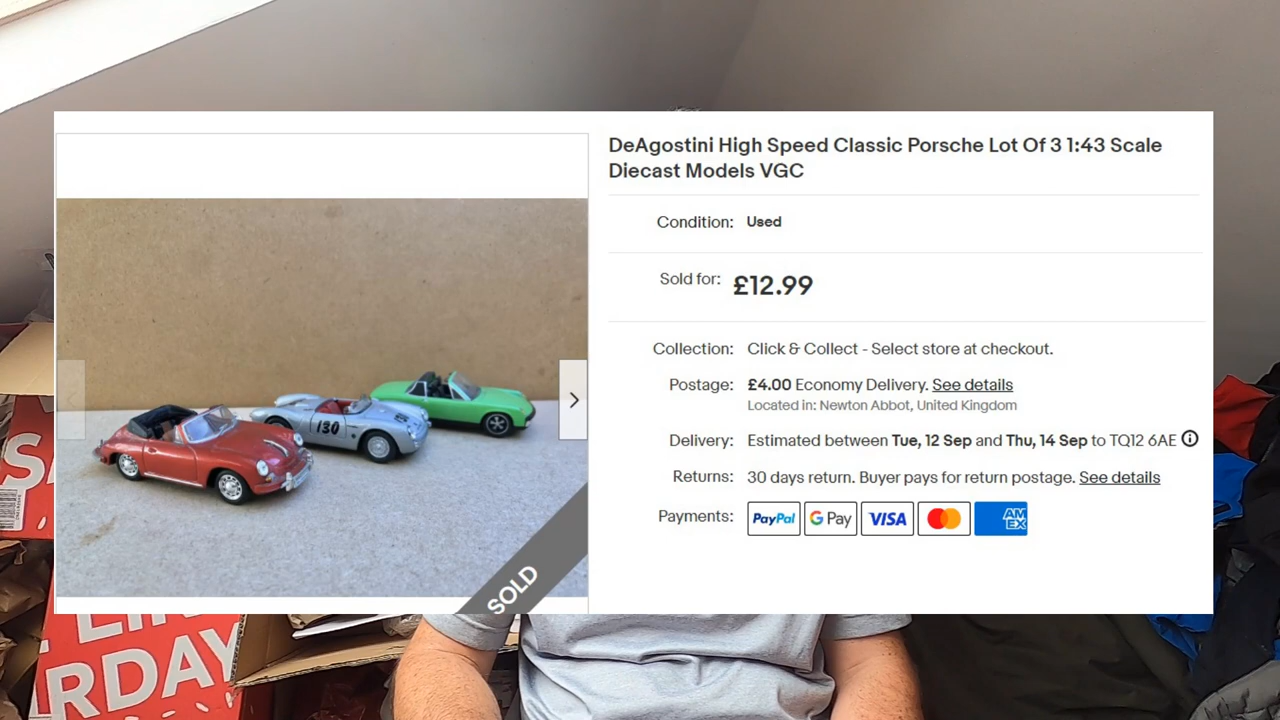 DeAgostini High Speed Classic Porsche Lot Of 3 1:43 Scale
Diecast Models VGC
Condition: Used
Sold for: £12.99
Collection: Click & Collect - Select store at checkout.
Postage: £4.00 Economy Delivery. See details
Located in: Newton Abbot, United Kingdom
Delivery: Estimated between Tue, 12 Sep and Thu, 14 Sep to TQ12 6AE
Returns: 30 days return. Buyer pays for return postage. See details
Payments: PayPal G Pay VISA AM EX
130
SOLD
RDAY